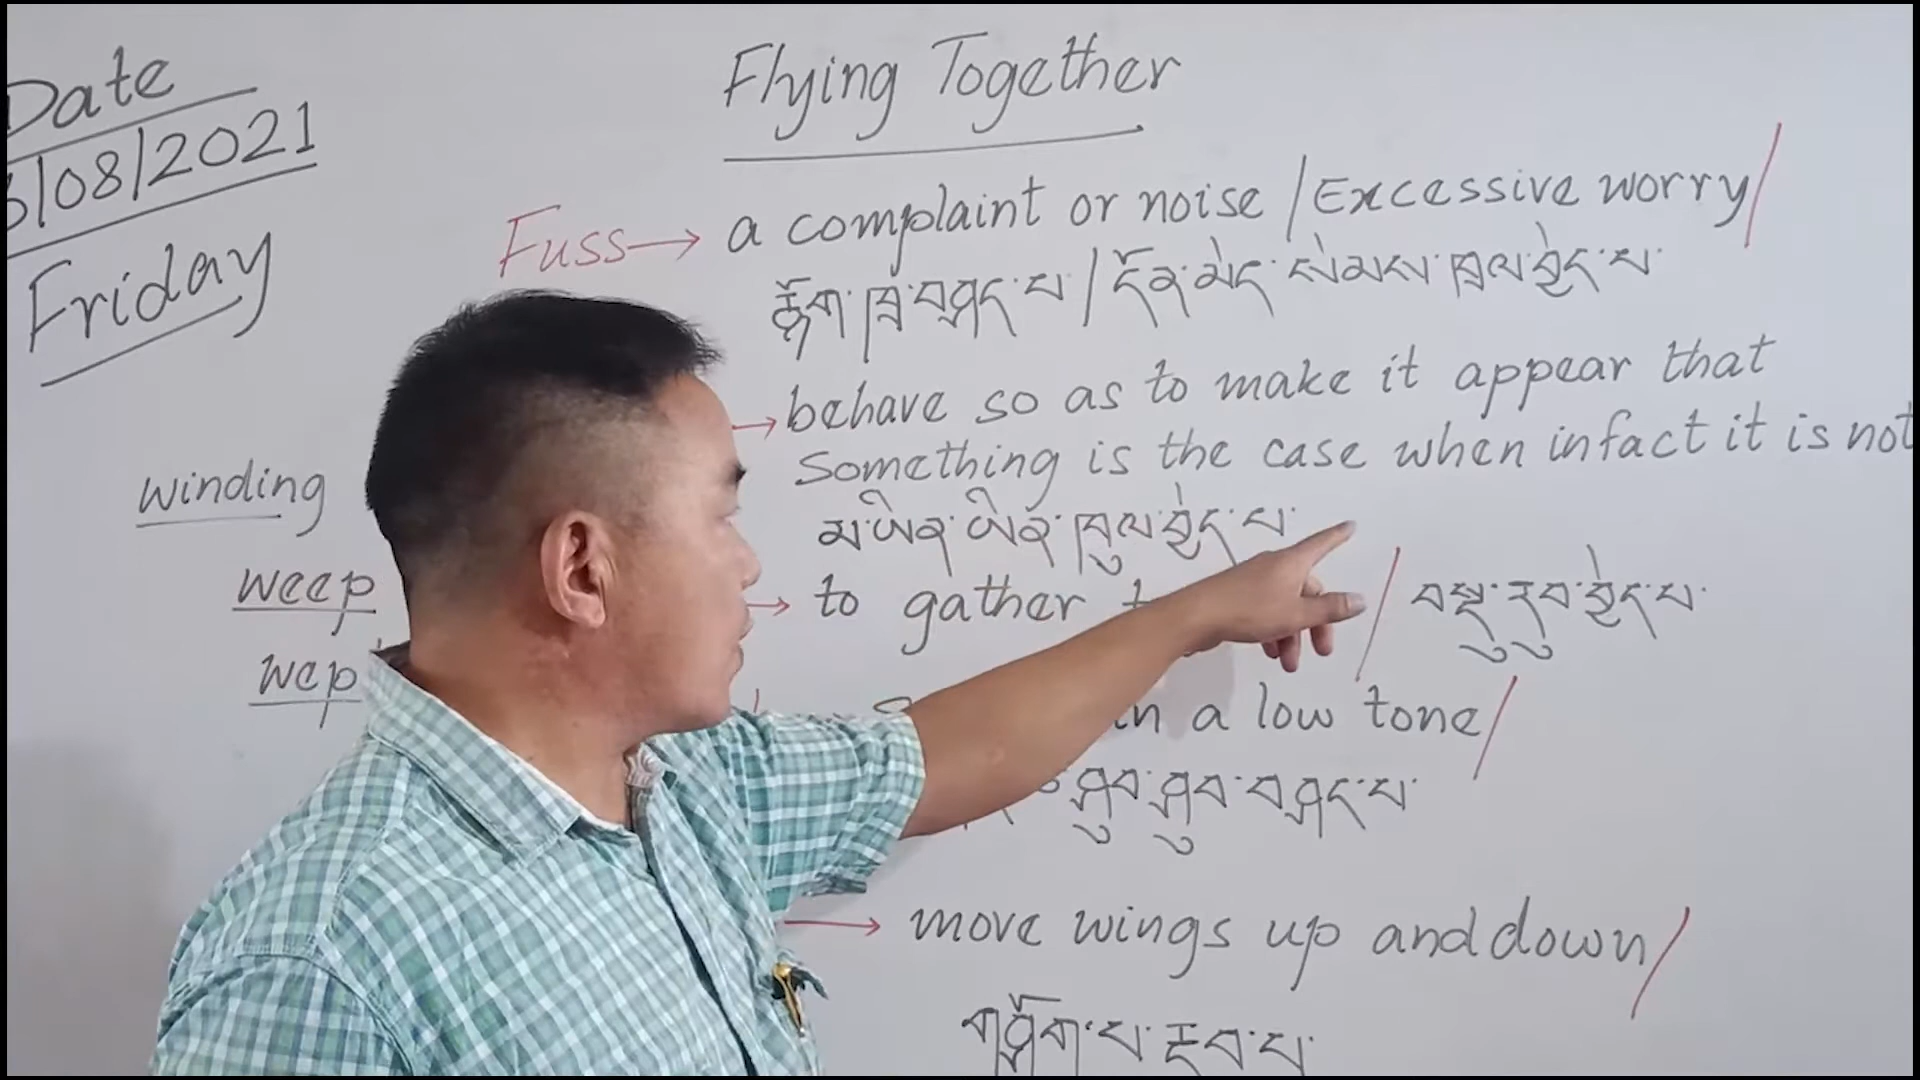 Date
/08/2021
Friday
Flying Together
Fuss → a complaint or noise / Excessive worry /
རྙོག་ཁྲ་བཤད་པ་ / དོན་མེད་སེམས་ཁྲལ་བྱེད་པ་
→ behave so as to make it appear that
Something is the case when infact it is not
མ་ཡིན་ཡིན་ཁུལ་བྱེད་པ་
winding
weep
wep
→ to gather / བསྡུ་རུབ་བྱེད་པ་
in a low tone /
ཤུབ་ཤུབ་བཤད་པ་
→ move wings up and down /
གཤོག་པ་རྡེབ་པ་